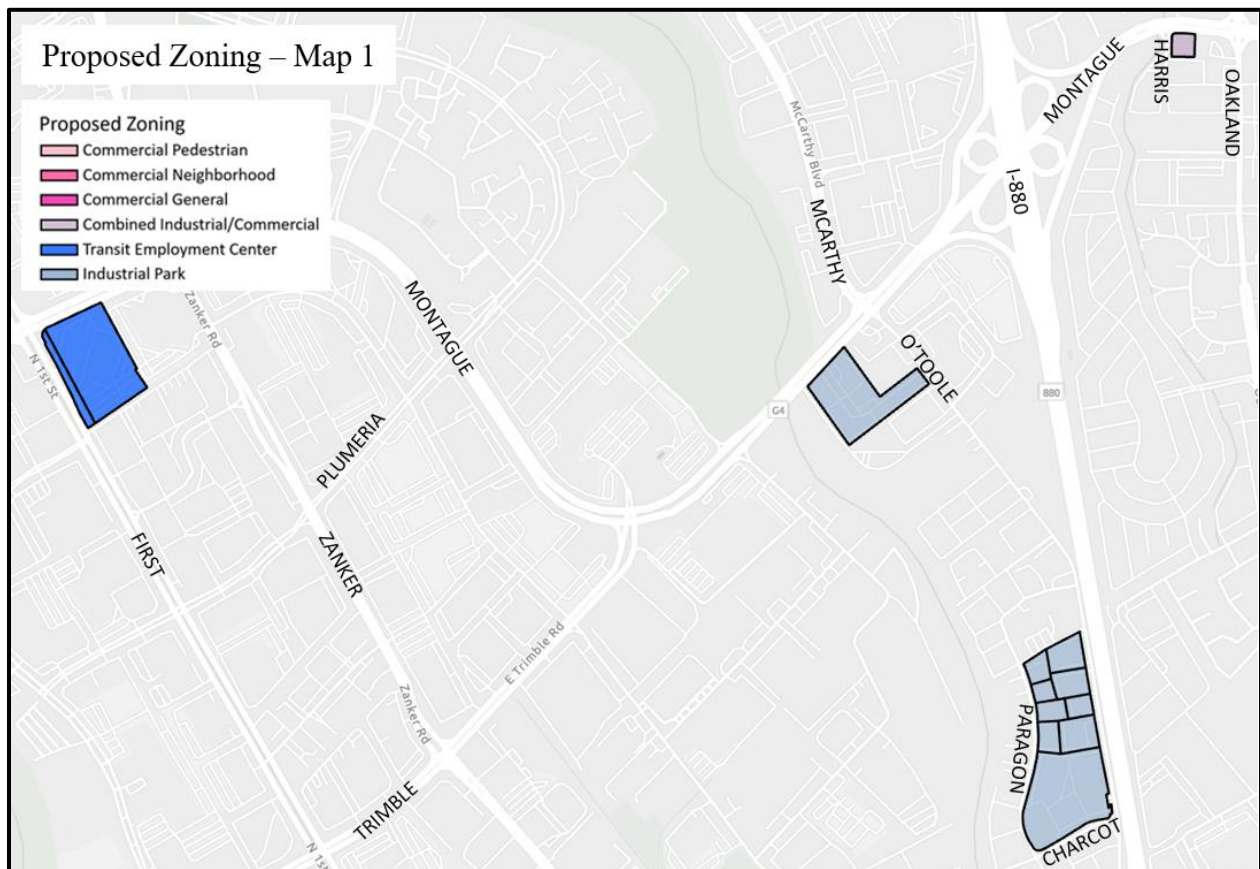 Proposed Zoning – Map 1
Proposed Zoning
Commercial Pedestrian
Commercial Neighborhood
Commercial General
Combined Industrial/Commercial
Transit Employment Center
Industrial Park
MONTAGUE
HARRIS
OAKLAND
McCarthy Blvd
MCARTHY
I-880
Zanker Rd
N 1st St
MONTAGUE
O'TOOLE
880
G4
PLUMERIA
FIRST
ZANKER
E Trimble Rd
Zanker Rd
PARAGON
TRIMBLE
CHARCOT
N 1st